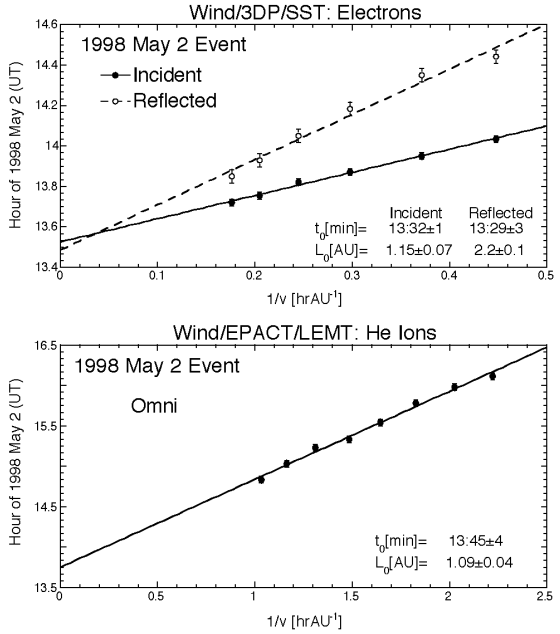 Wind/3DP/SST: Electrons
14.6
14.4
14.2
14
13.8
13.6
13.4
Hour of 1998 May 2 (UT)
1998 May 2 Event
Incident
Reflected
Incident Reflected
t₀[min]= 13:32±1 13:29±3
L₀[AU]= 1.15±0.07 2.2±0.1
0 0.1 0.2 0.3 0.4 0.5
1/v [hrAU⁻¹]
Wind/EPACT/LEMT: He Ions
16.5
15.5
14.5
13.5
Hour of 1998 May 2 (UT)
1998 May 2 Event
Omni
t₀[min]= 13:45±4
L₀[AU]= 1.09±0.04
0 0.5 1 1.5 2 2.5
1/v [hrAU⁻¹]